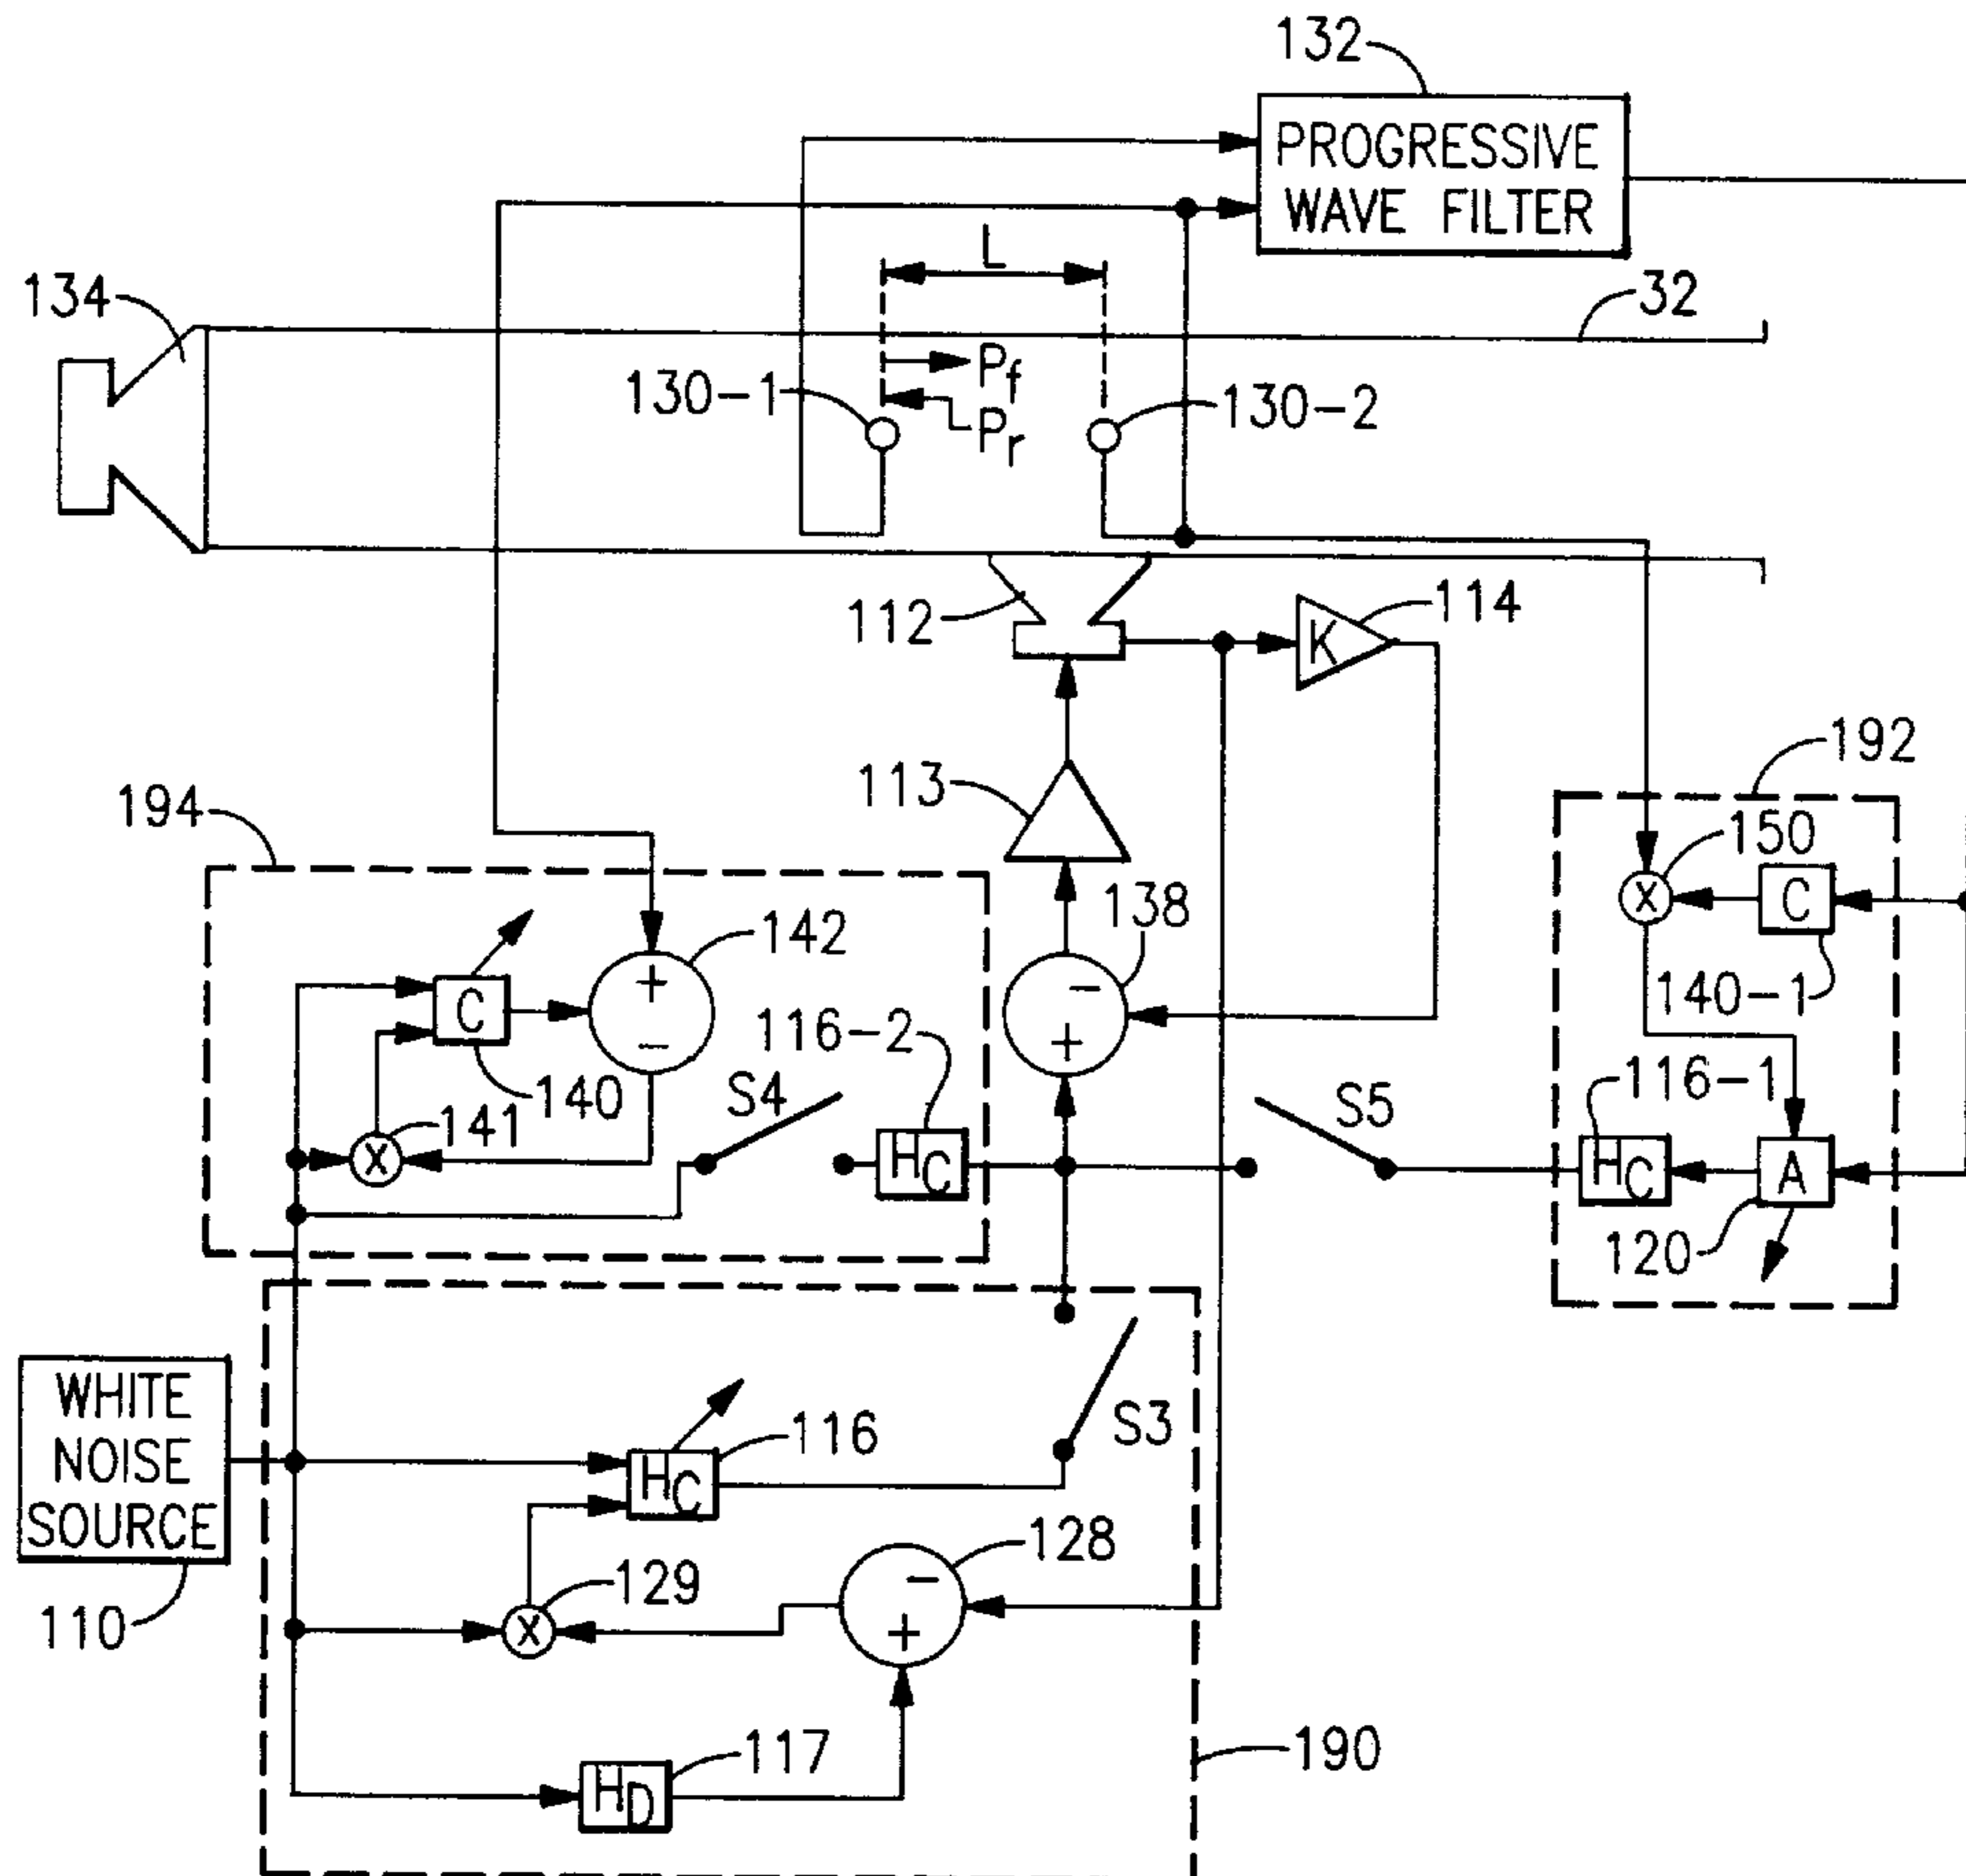 132
PROGRESSIVE
WAVE FILTER
L
134
32
Pf
130-1
130-2
Pr
112
114
K
192
113
194
150
X
C
138
142
+
-
C
140-1
116-2
+
-
140
116-1
S4
S5
141
X
HC
HC
A
120
WHITE
NOISE
SOURCE
116
S3
HC
128
-
129
X
+
110
117
190
HD